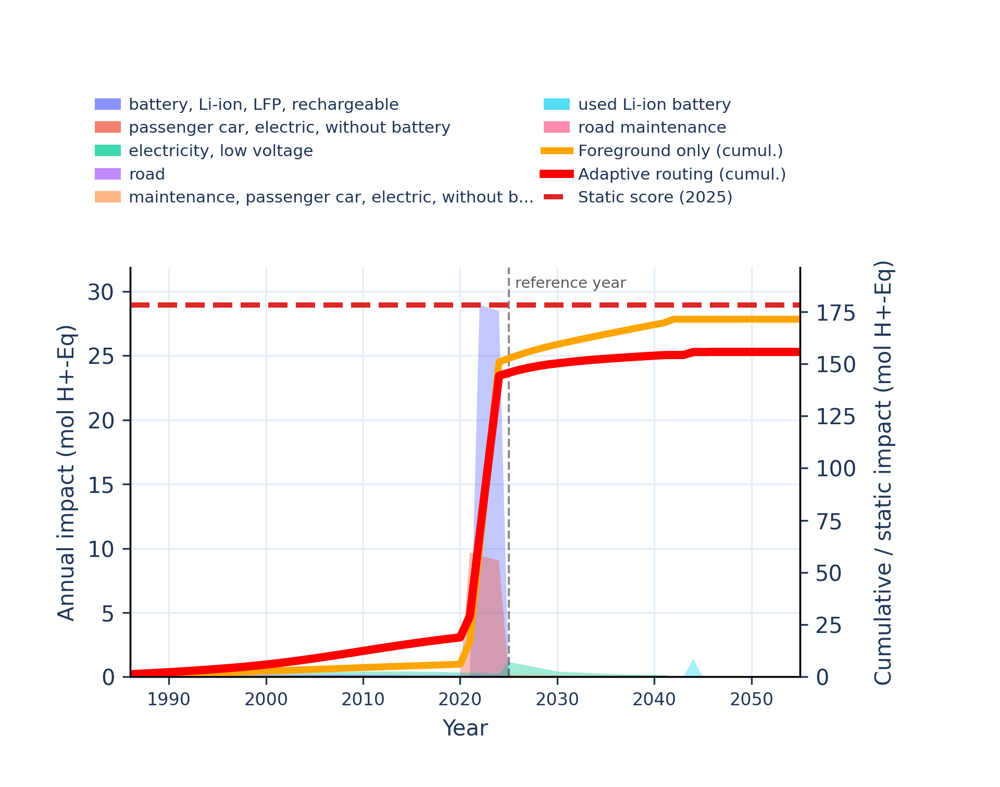 battery, Li-ion, LFP, rechargeable
passenger car, electric, without battery
electricity, low voltage
road
maintenance, passenger car, electric, without b...
used Li-ion battery
road maintenance
Foreground only (cumul.)
Adaptive routing (cumul.)
Static score (2025)
reference year
Annual impact (mol H+-Eq)
30
25
20
15
10
5
0
Cumulative / static impact (mol H+-Eq)
175
150
125
100
75
50
25
0
1990 2000 2010 2020 2030 2040 2050
Year